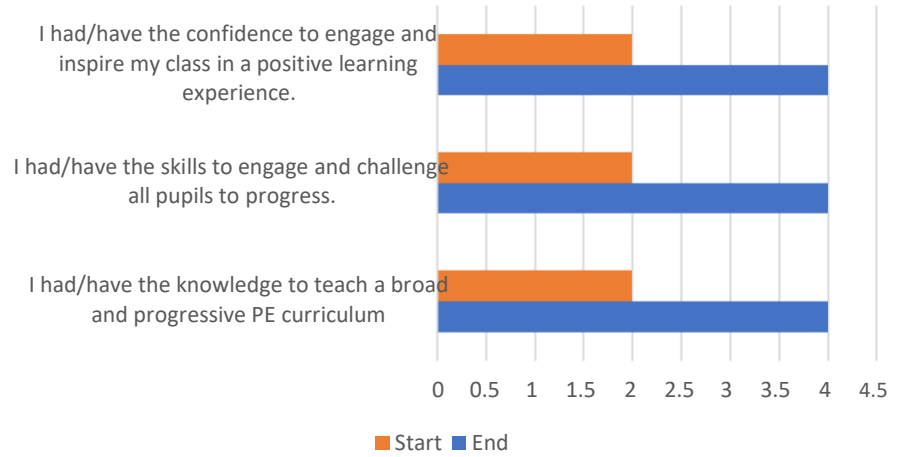 I had/have the confidence to engage and
inspire my class in a positive learning
experience.
I had/have the skills to engage and challenge
all pupils to progress.
I had/have the knowledge to teach a broad
and progressive PE curriculum
0 0.5 1 1.5 2 2.5 3 3.5 4 4.5
Start End